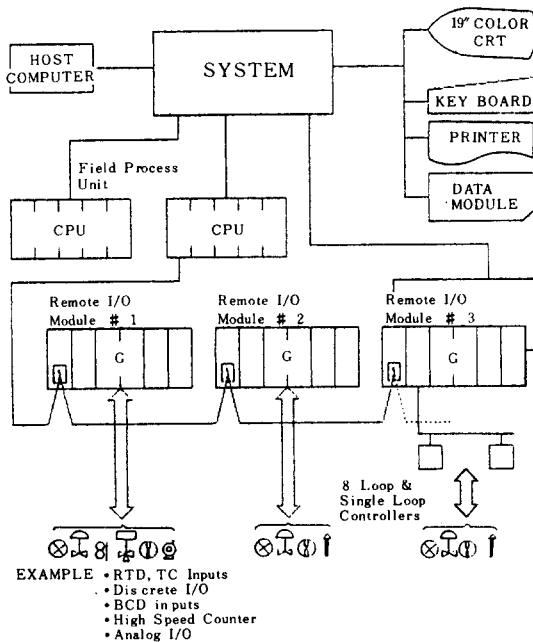 HOST
COMPUTER
SYSTEM
19" COLOR
CRT
KEY BOARD
PRINTER
DATA
MODULE
Field Process
Unit
CPU
CPU
Remote I/O
Module # 1
Remote I/O
Module # 2
Remote I/O
Module # 3
G
G
G
8 Loop &
Single Loop
Controllers
EXAMPLE • RTD, TC Inputs
• Discrete I/O
• BCD inputs
• High Speed Counter
• Analog I/O